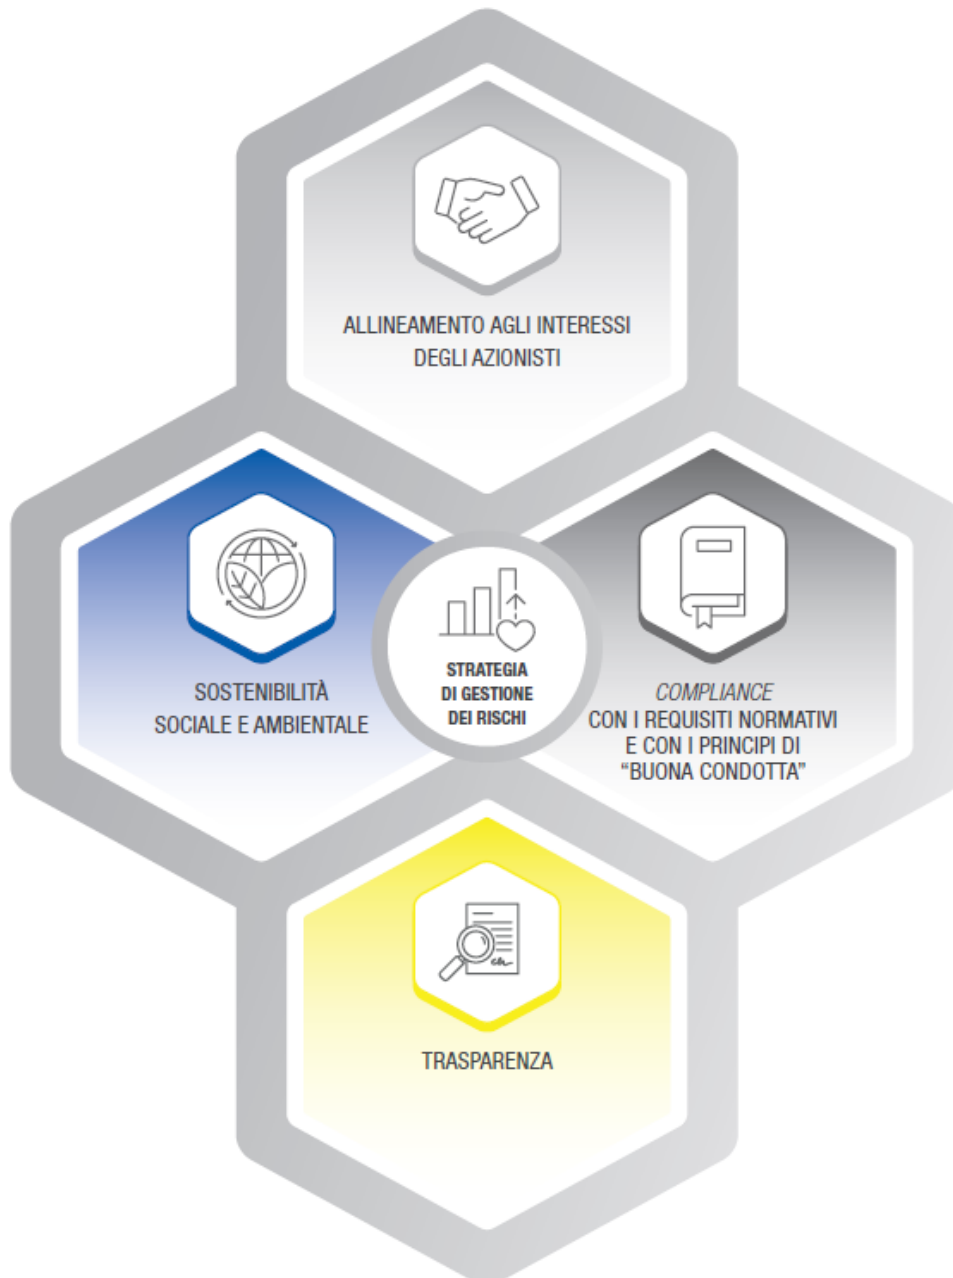 ALLINEAMENTO AGLI INTERESSI
DEGLI AZIONISTI
SOSTENIBILITÀ
SOCIALE E AMBIENTALE
STRATEGIA
DI GESTIONE
DEI RISCHI
COMPLIANCE
CON I REQUISITI NORMATIVI
E CON I PRINCIPI DI
“BUONA CONDOTTA”
TRASPARENZA